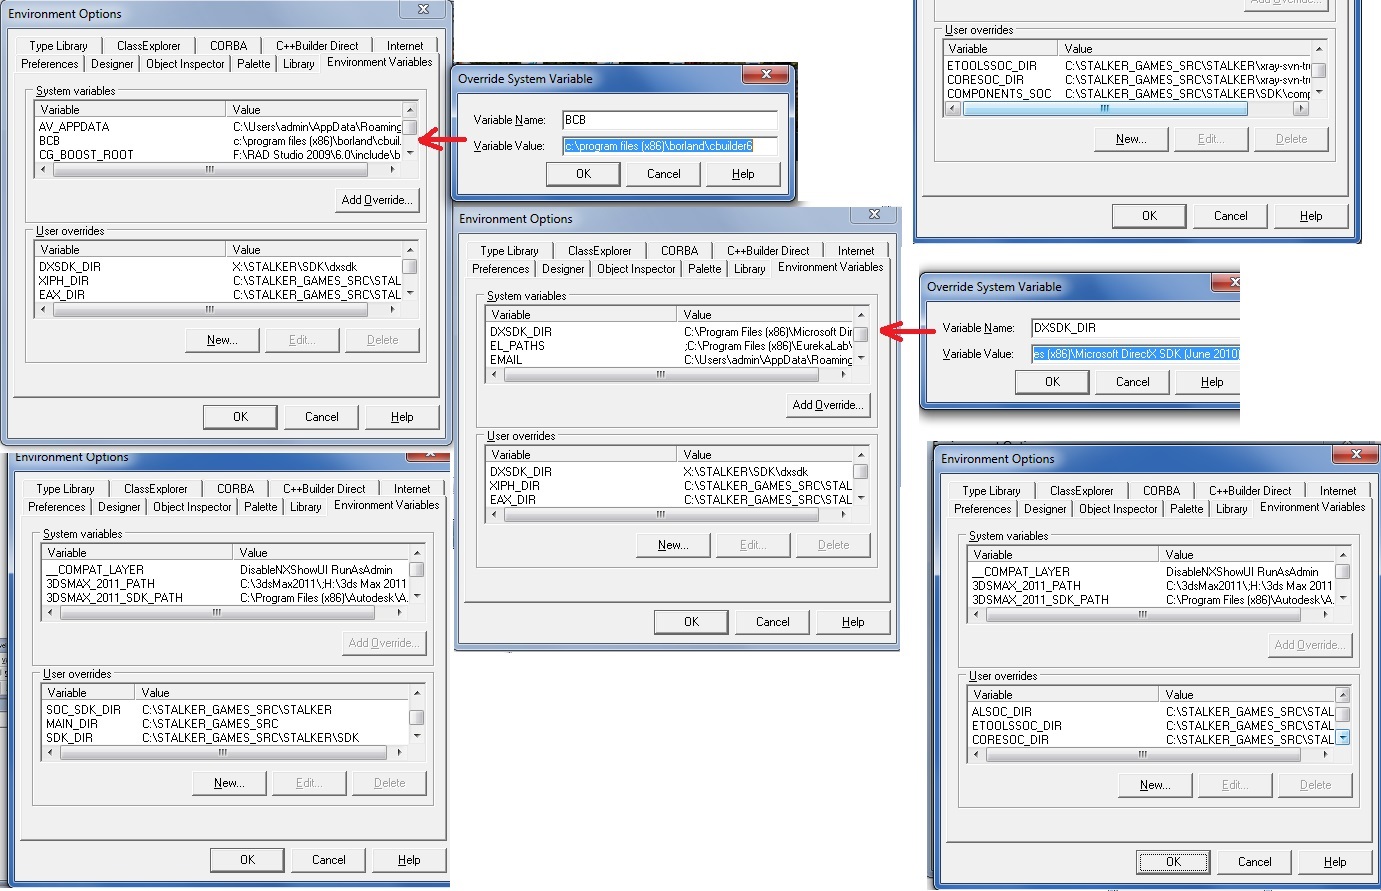 Environment Options
Type Library ClassExplorer CORBA C++Builder Direct Internet
Preferences Designer Object Inspector Palette Library Environment Variables
System variables
Variable Value
AV_APPDATA C:\Users\admin\AppData\Roaming
BCB c:\program files (x86)\borland\cbuil.
CG_BOOST_ROOT F:\RAD Studio 2009\6.0\include\b
Add Override...
User overrides
Variable Value
DXSDK_DIR X:\STALKER\SDK\dxsdk
XIPH_DIR C:\STALKER_GAMES_SRC\STAL
EAX_DIR C:\STALKER_GAMES_SRC\STAL
New... Edit... Delete
OK Cancel Help
Override System Variable
Variable Name: BCB
Variable Value: c:\program files (x86)\borland\cbuilder6
OK Cancel Help
Add Override...
User overrides
Variable Value
ETOOLSSOC_DIR C:\STALKER_GAMES_SRC\STALKER\xray-svn-tr
CORESOC_DIR C:\STALKER_GAMES_SRC\STALKER\xray-svn-tr
COMPONENTS_SOC C:\STALKER_GAMES_SRC\STALKER\SDK\comp
New... Edit... Delete
OK Cancel Help
Environment Options
Type Library ClassExplorer CORBA C++Builder Direct Internet
Preferences Designer Object Inspector Palette Library Environment Variables
System variables
Variable Value
DXSDK_DIR C:\Program Files (x86)\Microsoft Dir
EL_PATHS ;C:\Program Files (x86)\EurekaLab\
EMAIL C:\Users\admin\AppData\Roaming
Add Override...
User overrides
Variable Value
DXSDK_DIR X:\STALKER\SDK\dxsdk
XIPH_DIR C:\STALKER_GAMES_SRC\STAL
EAX_DIR C:\STALKER_GAMES_SRC\STAL
New... Edit... Delete
OK Cancel Help
Override System Variable
Variable Name: DXSDK_DIR
Variable Value: es (x86)\Microsoft DirectX SDK (June 2010)
OK Cancel Help
Environment Options
Type Library ClassExplorer CORBA C++Builder Direct Internet
Preferences Designer Object Inspector Palette Library Environment Variables
System variables
Variable Value
__COMPAT_LAYER DisableNXShowUI RunAsAdmin
3DSMAX_2011_PATH C:\3dsMax2011\;H:\3ds Max 2011
3DSMAX_2011_SDK_PATH C:\Program Files (x86)\Autodesk\A.
Add Override...
User overrides
Variable Value
SOC_SDK_DIR C:\STALKER_GAMES_SRC\STALKER
MAIN_DIR C:\STALKER_GAMES_SRC
SDK_DIR C:\STALKER_GAMES_SRC\STALKER\SDK
New... Edit... Delete
OK Cancel Help
Environment Options
Type Library ClassExplorer CORBA C++Builder Direct Internet
Preferences Designer Object Inspector Palette Library Environment Variables
System variables
Variable Value
__COMPAT_LAYER DisableNXShowUI RunAsAdmin
3DSMAX_2011_PATH C:\3dsMax2011\;H:\3ds Max 2011
3DSMAX_2011_SDK_PATH C:\Program Files (x86)\Autodesk\A.
Add Override...
User overrides
Variable Value
ALSOC_DIR C:\STALKER_GAMES_SRC\STAL
ETOOLSSOC_DIR C:\STALKER_GAMES_SRC\STAL
CORESOC_DIR C:\STALKER_GAMES_SRC\STAL
New... Edit... Delete
OK Cancel Help